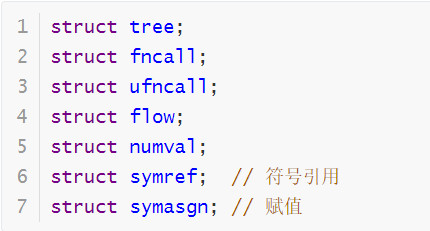 1 struct tree;
2 struct fncall;
3 struct ufncall;
4 struct flow;
5 struct numval;
6 struct symref;  // 符号引用
7 struct symasgn; // 赋值